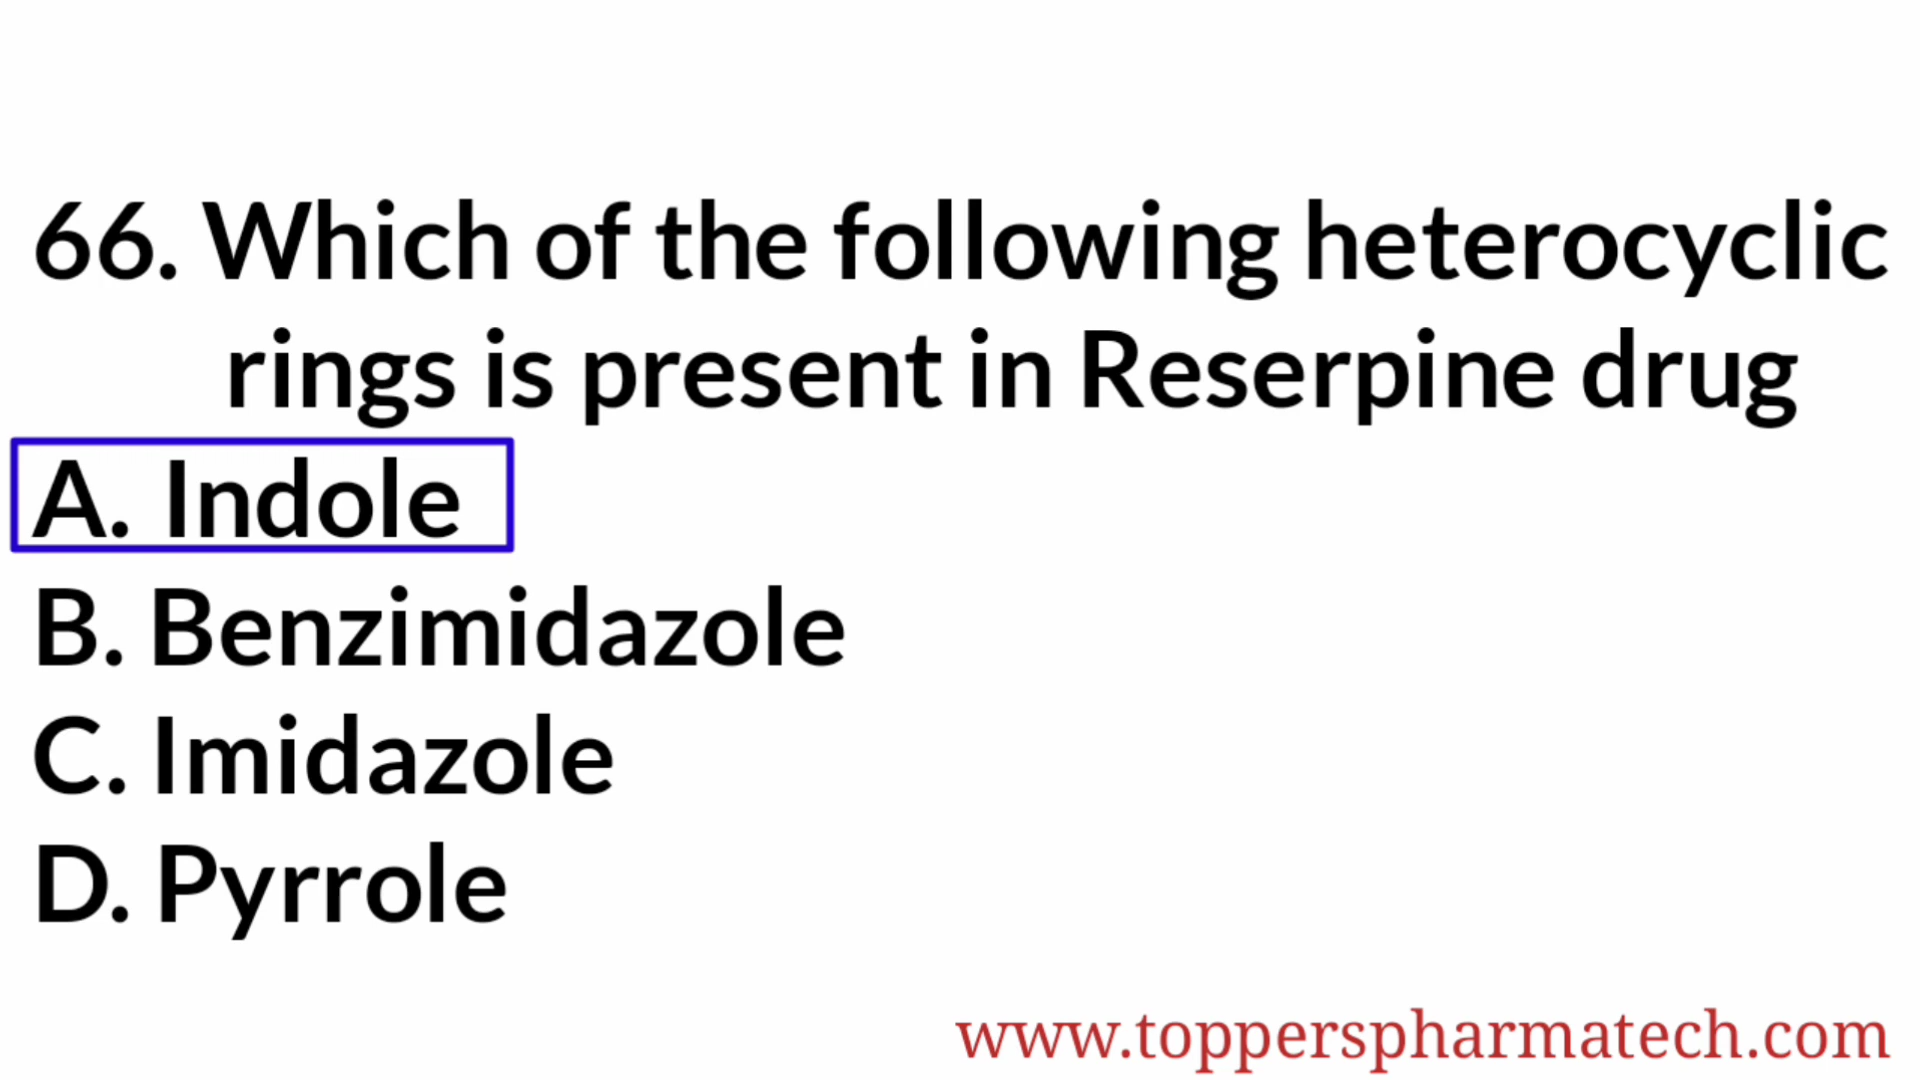 66. Which of the following heterocyclic
rings is present in Reserpine drug
A. Indole
B. Benzimidazole
C. Imidazole
D. Pyrrole
www.topperspharmatech.com